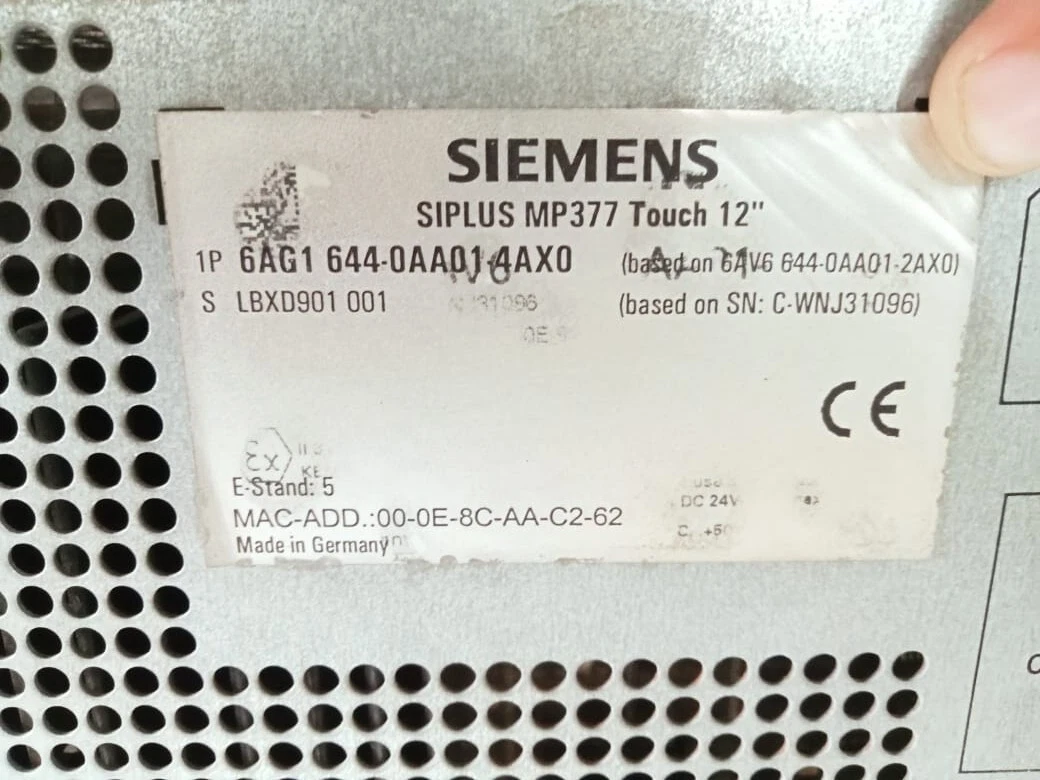 SIEMENS
SIPLUS MP377 Touch 12"
1P 6AG1 644-0AA01-4AX0 (based on 6AV6 644-0AA01-2AX0)
S LBXD901 001 (based on SN: C-WNJ31096)
CE
Ex
E-Stand: 5
DC 24V
MAC-ADD.:00-0E-8C-AA-C2-62
Made in Germany